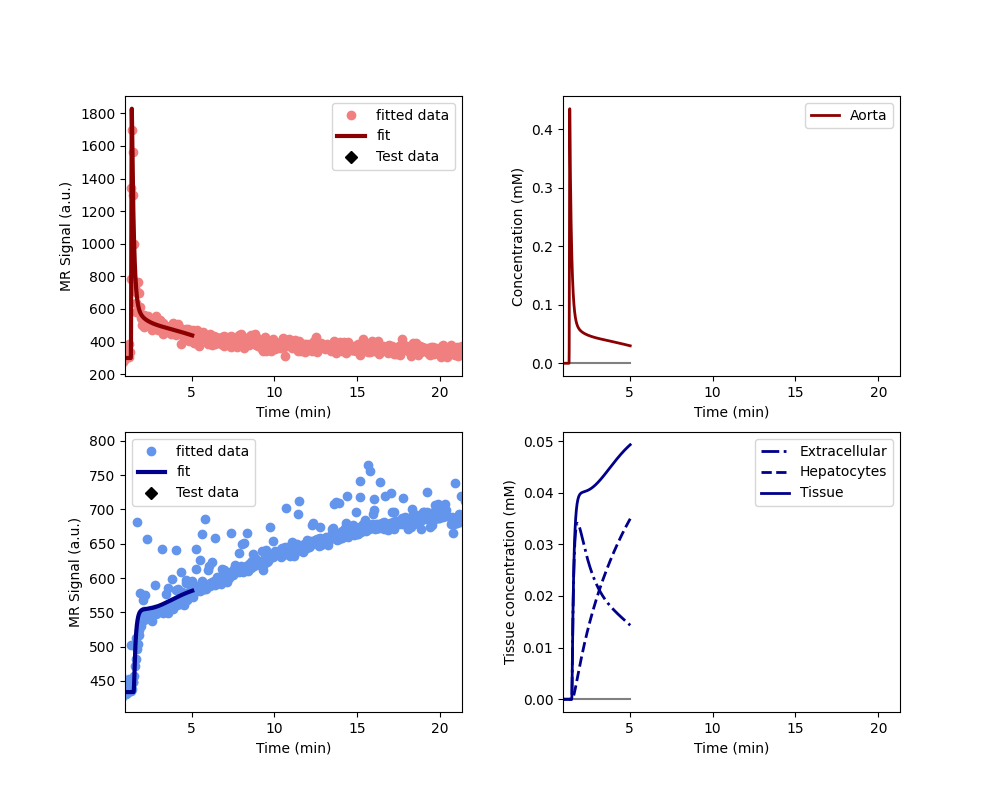 1800
1600
1400
1200
1000
800
600
400
200
MR Signal (a.u.)
5
10
15
20
Time (min)
fitted data
fit
Test data
0.4
0.3
0.2
0.1
0.0
Concentration (mM)
5
10
15
20
Time (min)
Aorta
800
750
700
650
600
550
500
450
MR Signal (a.u.)
5
10
15
20
Time (min)
fitted data
fit
Test data
0.05
0.04
0.03
0.02
0.01
0.00
Tissue concentration (mM)
5
10
15
20
Time (min)
Extracellular
Hepatocytes
Tissue